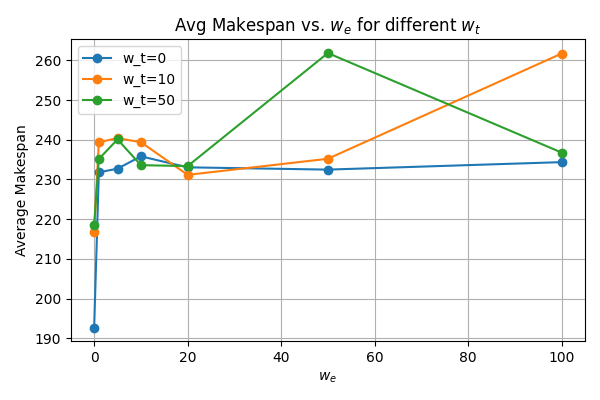 Avg Makespan vs. w_e for different w_t
w_t=0
w_t=10
w_t=50
Average Makespan
260
250
240
230
220
210
200
190
0 20 40 60 80 100
w_e